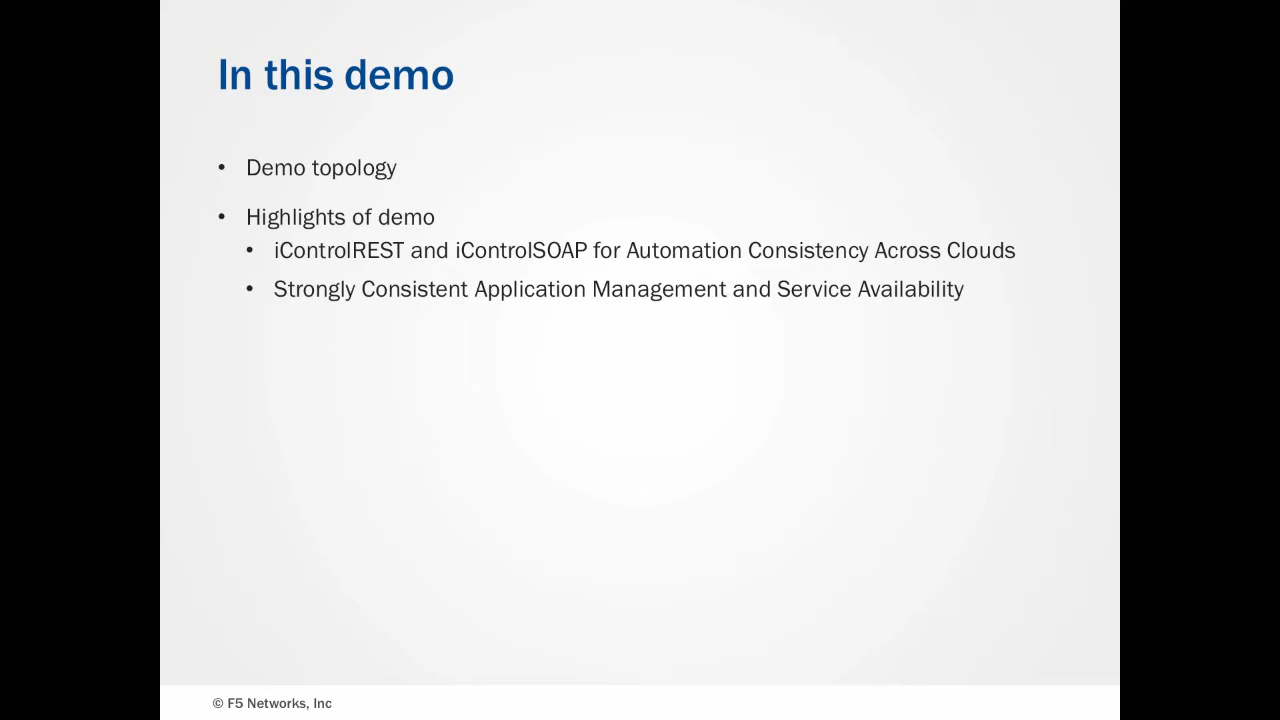 In this demo
• Demo topology
• Highlights of demo
• iControlREST and iControlSOAP for Automation Consistency Across Clouds
• Strongly Consistent Application Management and Service Availability
© F5 Networks, Inc